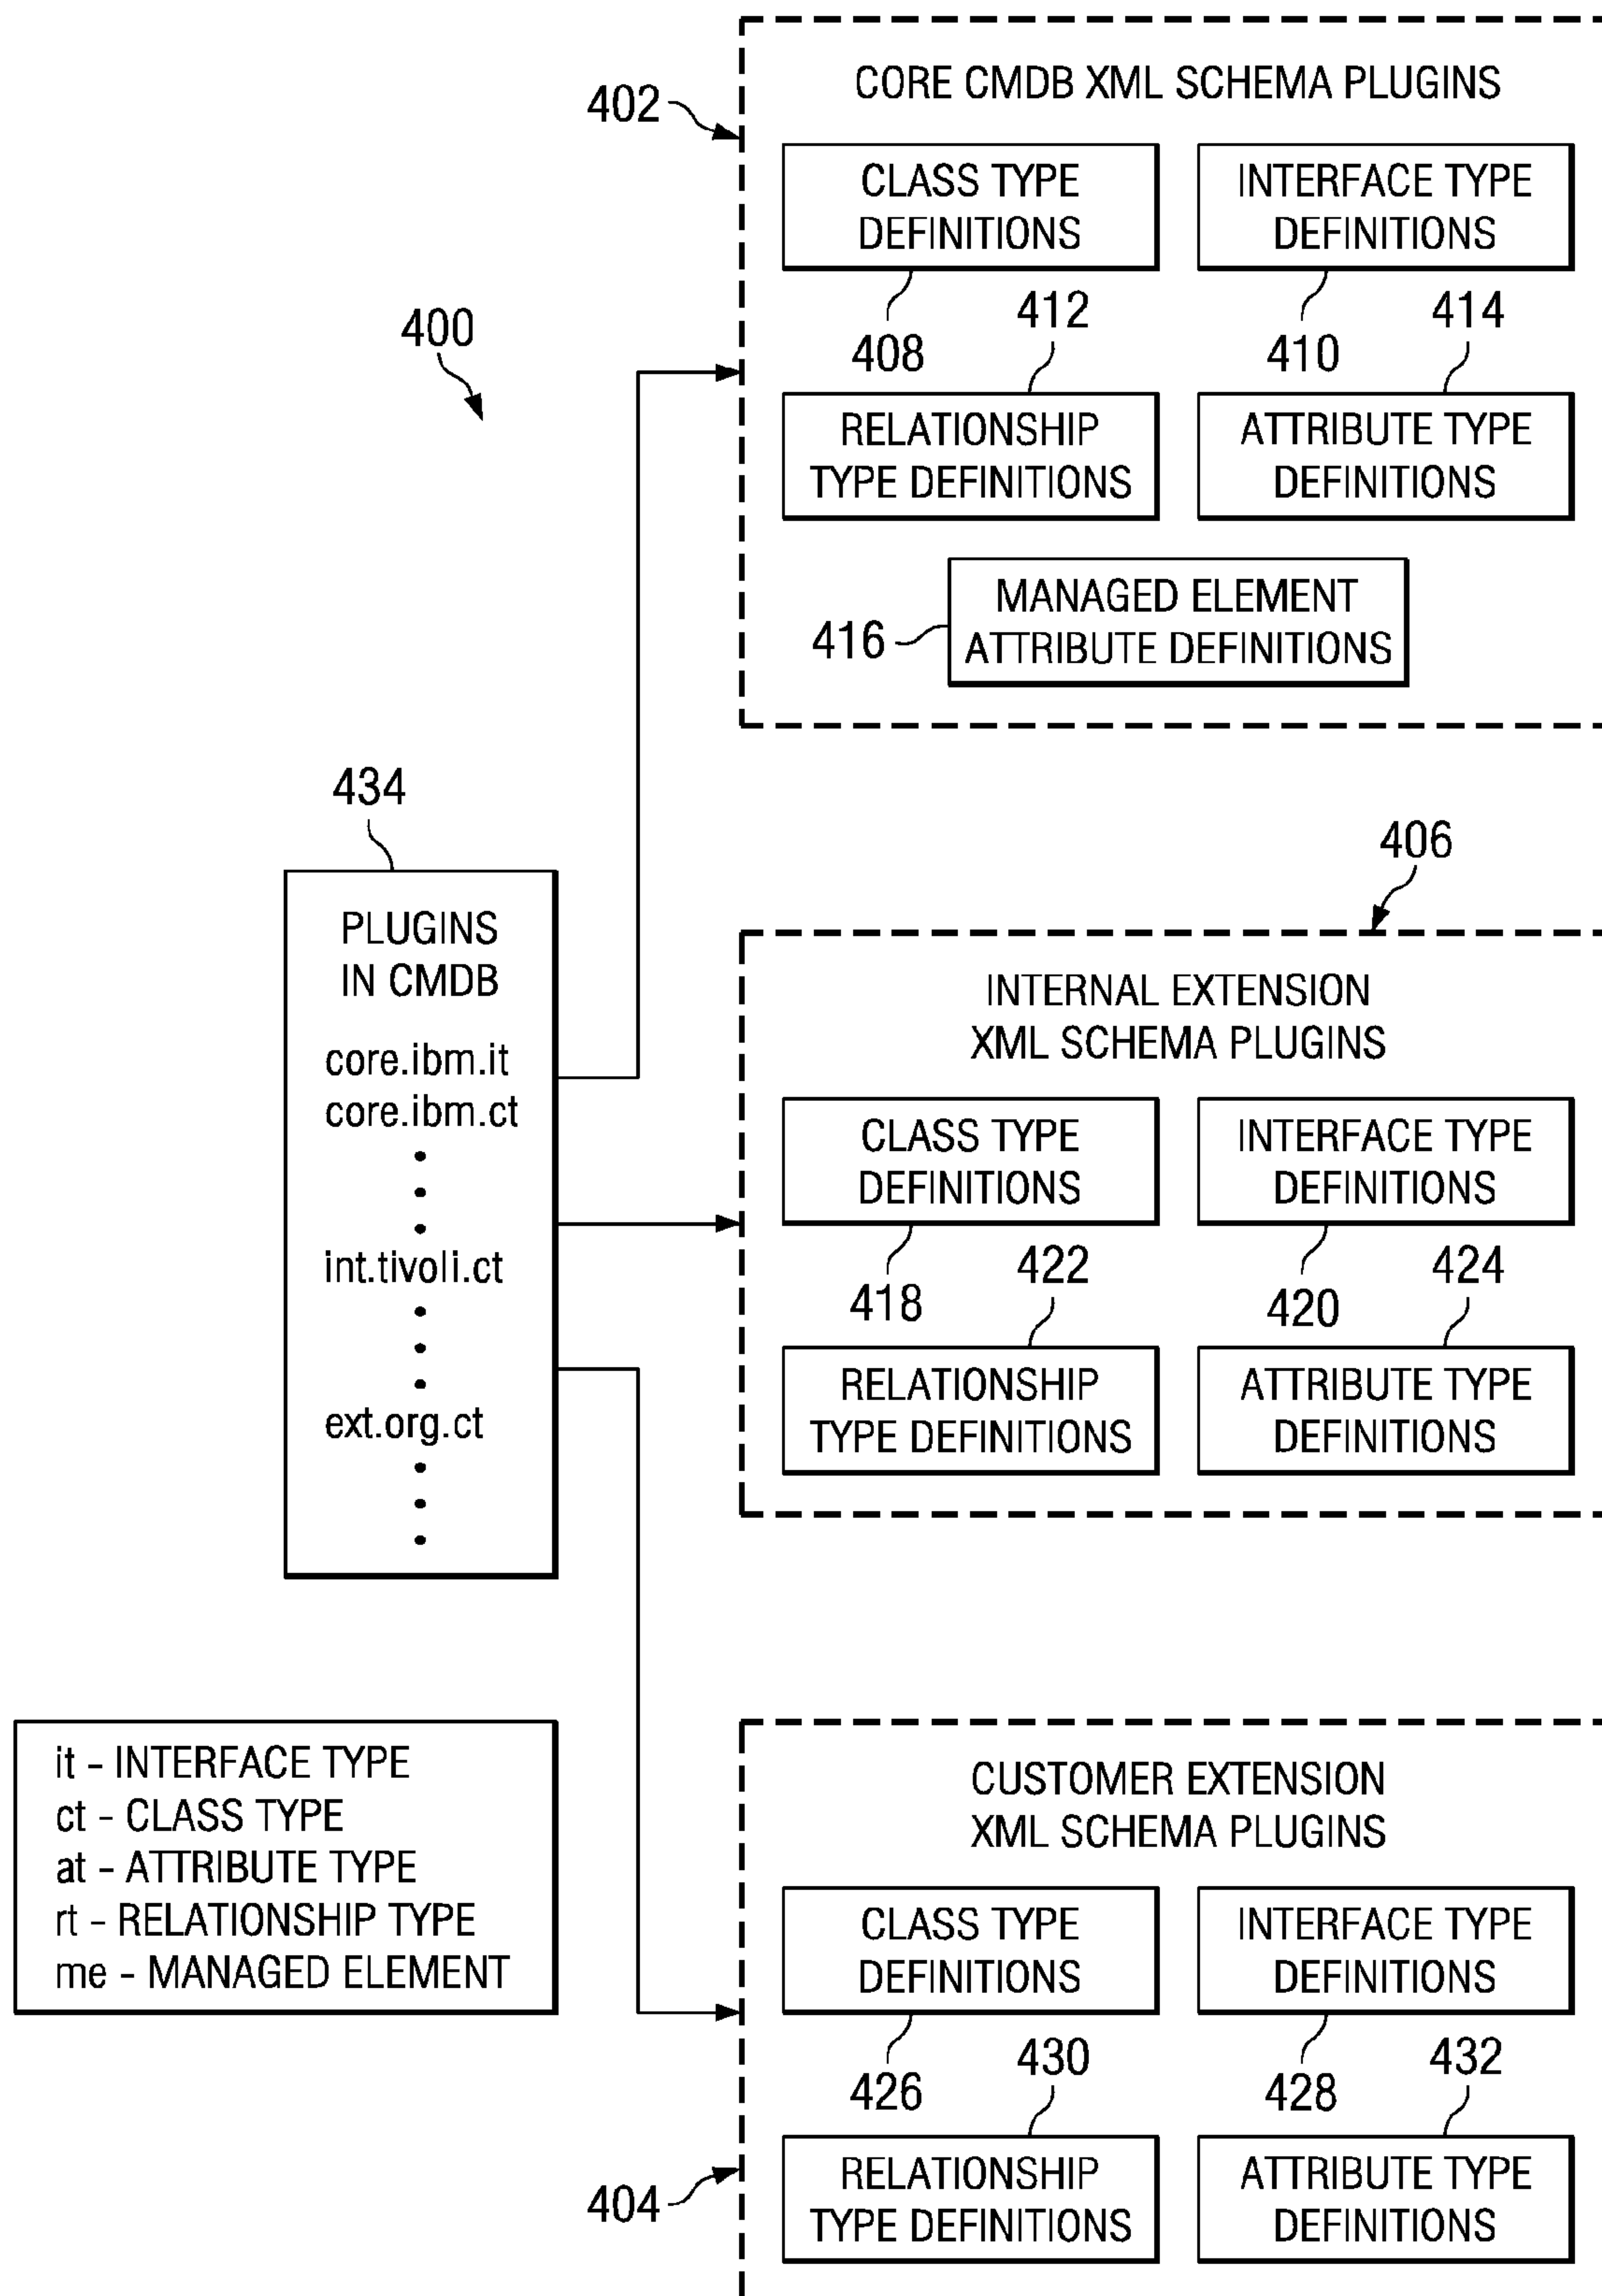 CORE CMDB XML SCHEMA PLUGINS
402
CLASS TYPE
DEFINITIONS
INTERFACE TYPE
DEFINITIONS
400
408
412
410
414
RELATIONSHIP
TYPE DEFINITIONS
ATTRIBUTE TYPE
DEFINITIONS
416
MANAGED ELEMENT
ATTRIBUTE DEFINITIONS
434
PLUGINS
IN CMDB
core.ibm.it
core.ibm.ct
int.tivoli.ct
ext.org.ct
406
INTERNAL EXTENSION
XML SCHEMA PLUGINS
CLASS TYPE
DEFINITIONS
INTERFACE TYPE
DEFINITIONS
418
422
420
424
RELATIONSHIP
TYPE DEFINITIONS
ATTRIBUTE TYPE
DEFINITIONS
it - INTERFACE TYPE
ct - CLASS TYPE
at - ATTRIBUTE TYPE
rt - RELATIONSHIP TYPE
me - MANAGED ELEMENT
CUSTOMER EXTENSION
XML SCHEMA PLUGINS
CLASS TYPE
DEFINITIONS
INTERFACE TYPE
DEFINITIONS
426
430
428
432
404
RELATIONSHIP
TYPE DEFINITIONS
ATTRIBUTE TYPE
DEFINITIONS